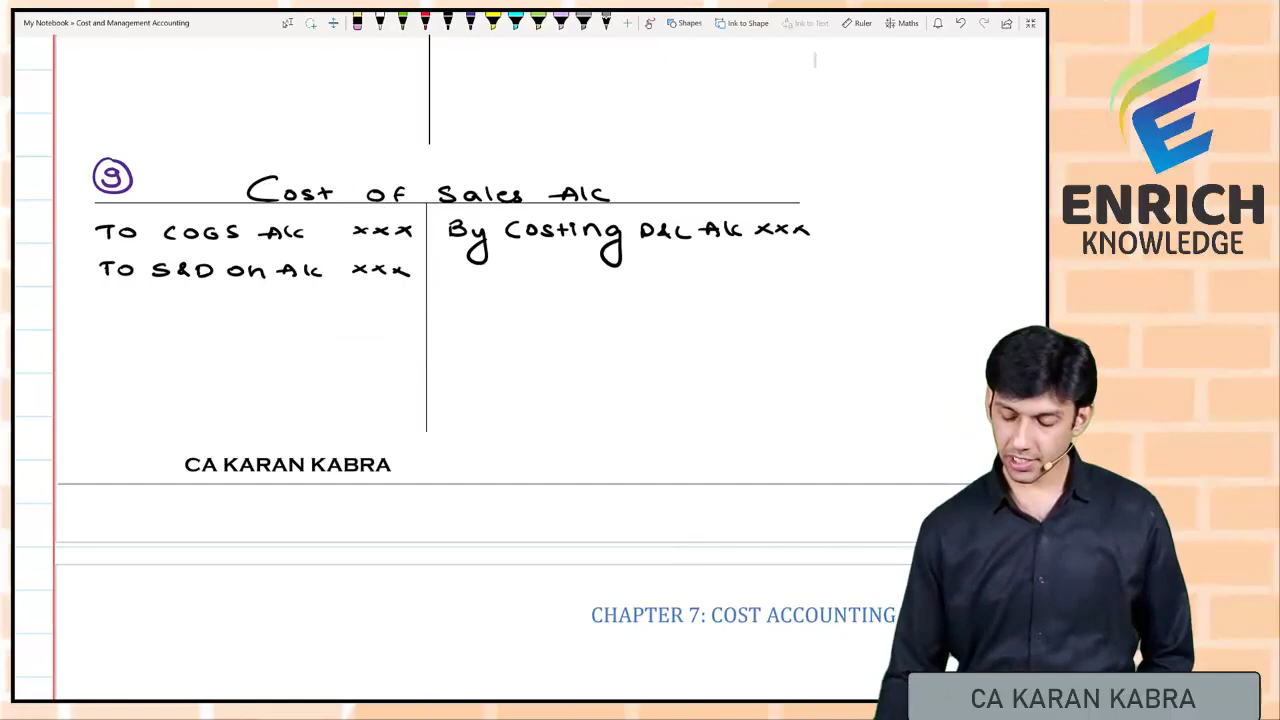 My Notebook » Cost and Management Accounting
Shapes
Ink to Shape
Ink to Text
Ruler
Maths
9
Cost of Sales A/c
To COGS A/c xxx
By Costing P&L A/c xxx
To S&D OH A/c xxx
CA KARAN KABRA
CHAPTER 7: COST ACCOUNTING
ENRICH
KNOWLEDGE
CA KARAN KABRA